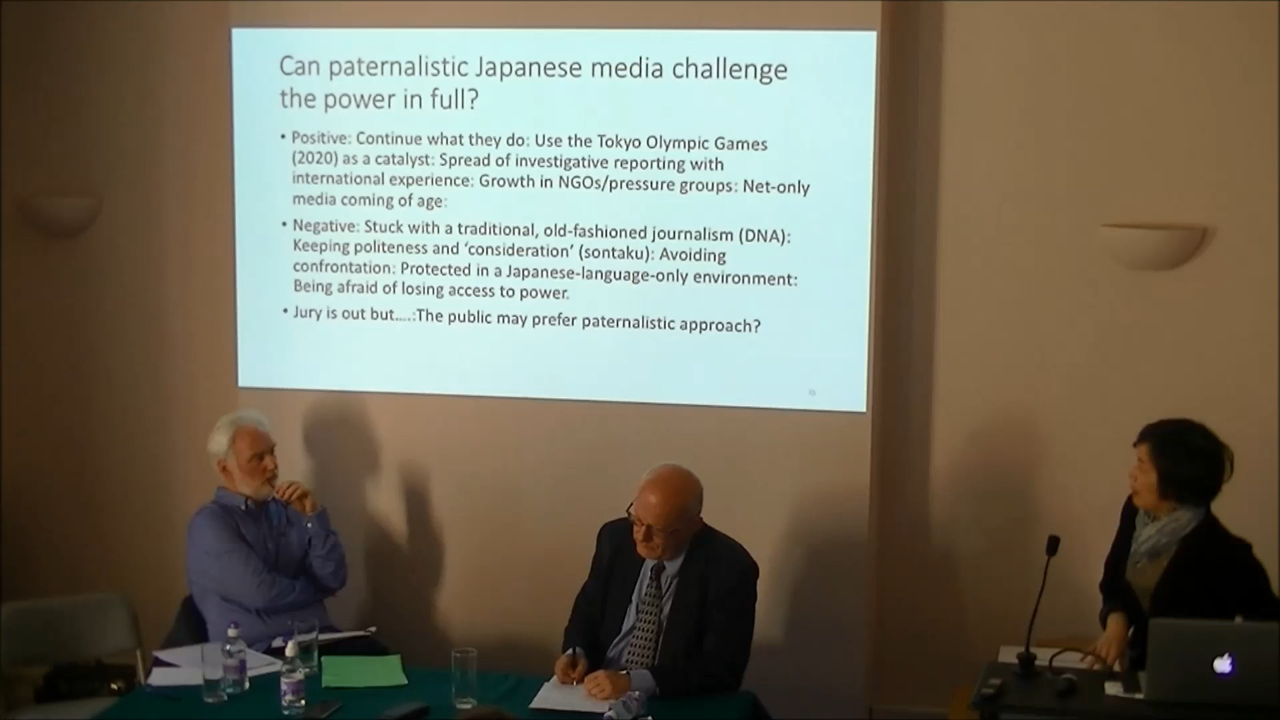 Can paternalistic Japanese media challenge
the power in full?
• Positive: Continue what they do: Use the Tokyo Olympic Games
(2020) as a catalyst: Spread of investigative reporting with
international experience: Growth in NGOs/pressure groups: Net-only
media coming of age:
• Negative: Stuck with a traditional, old-fashioned journalism (DNA):
Keeping politeness and ‘consideration’ (sontaku): Avoiding
confrontation: Protected in a Japanese-language-only environment:
Being afraid of losing access to power.
• Jury is out but....:The public may prefer paternalistic approach?